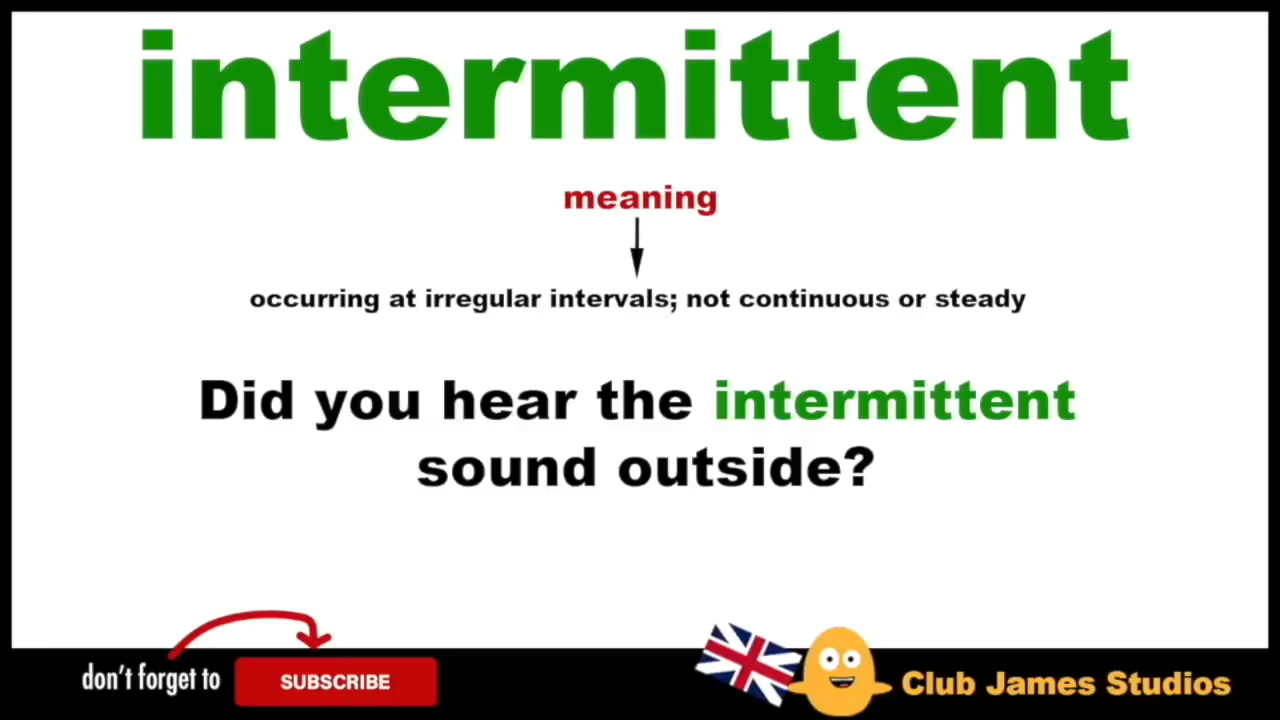 intermittent
meaning
occurring at irregular intervals; not continuous or steady
Did you hear the intermittent
sound outside?
don't forget to
SUBSCRIBE
Club James Studios